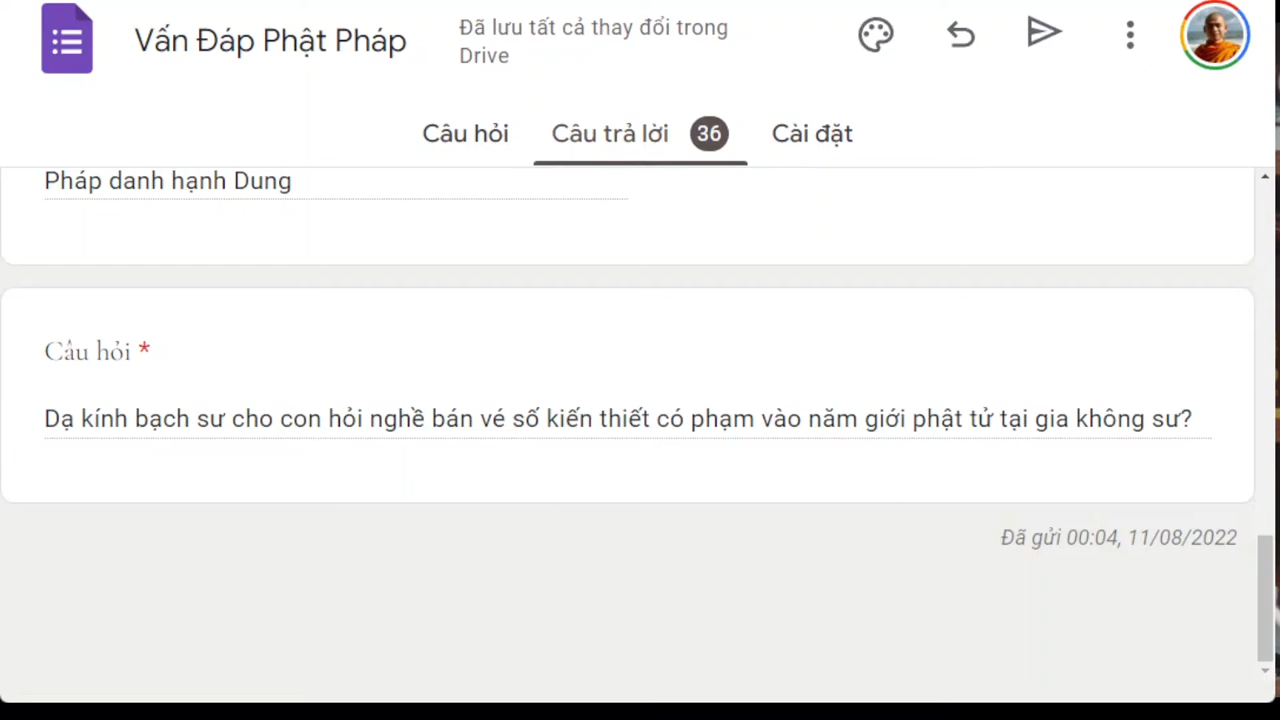 Vấn Đáp Phật Pháp
Đã lưu tất cả thay đổi trong
Drive
Câu hỏi
Câu trả lời 36
Cài đặt
Pháp danh hạnh Dung
Câu hỏi *
Dạ kính bạch sư cho con hỏi nghề bán vé số kiến thiết có phạm vào năm giới phật tử tại gia không sư?
Đã gửi 00:04, 11/08/2022